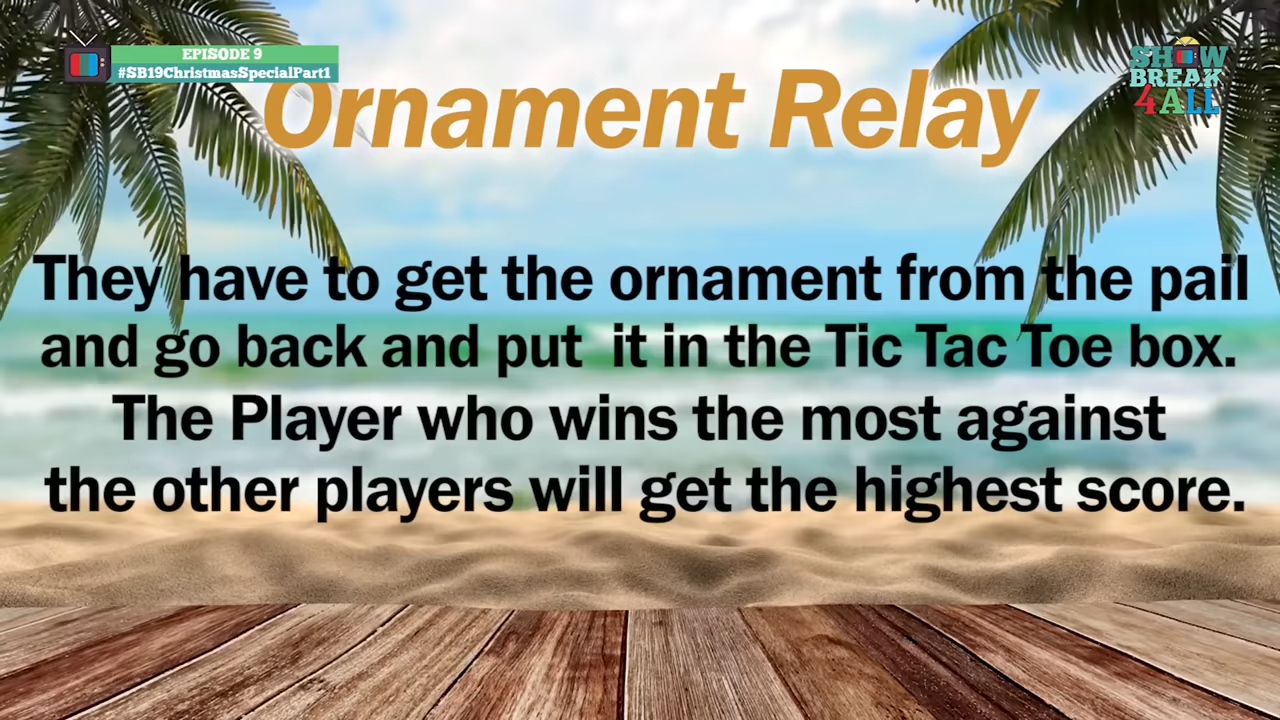 EPISODE 9
#SB19ChristmasSpecialPart1
SHOW
BREAK
4 ALL
Ornament Relay
They have to get the ornament from the pail
and go back and put  it in the Tic Tac Toe box.
The Player who wins the most against
the other players will get the highest score.